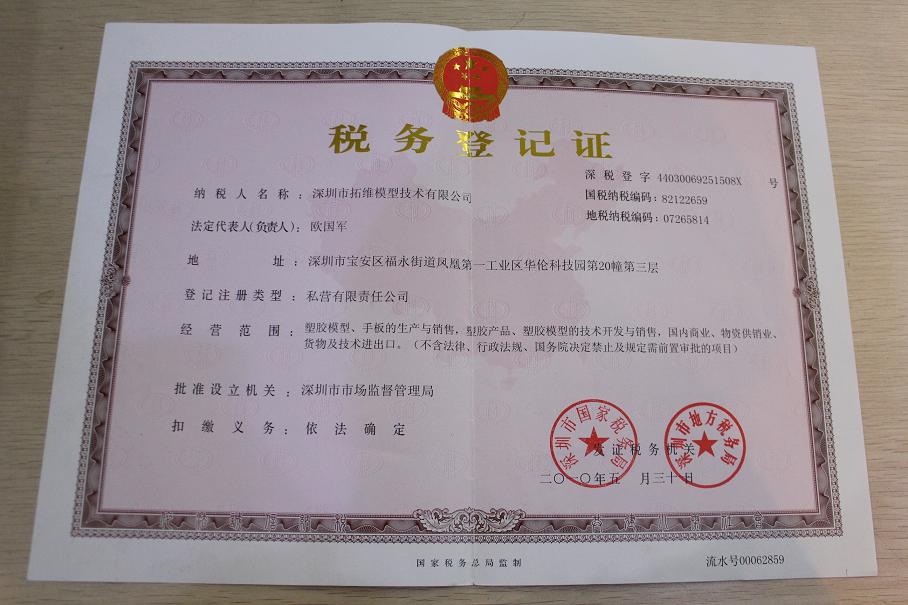 税务登记证
深税登字 44030069251508X 号
国税纳税编码：82122659
地税纳税编码：07265814
纳税人名称：深圳市拓维模型技术有限公司
法定代表人(负责人)：欧国军
地址：深圳市宝安区福永街道凤凰第一工业区华伦科技园第20幢第三层
登记注册类型：私营有限责任公司
经营范围：塑胶模型、手板的生产与销售，塑胶产品、塑胶模型的技术开发与销售，国内商业、物资供销业、
货物及技术进出口。（不含法律、行政法规、国务院决定禁止及规定需前置审批的项目）
批准设立机关：深圳市市场监督管理局
扣缴义务：依法确定
深圳市国家税务局
深圳市地方税务局
发证税务机关
二〇一〇年五月三十日
国家税务总局监制
流水号00062859